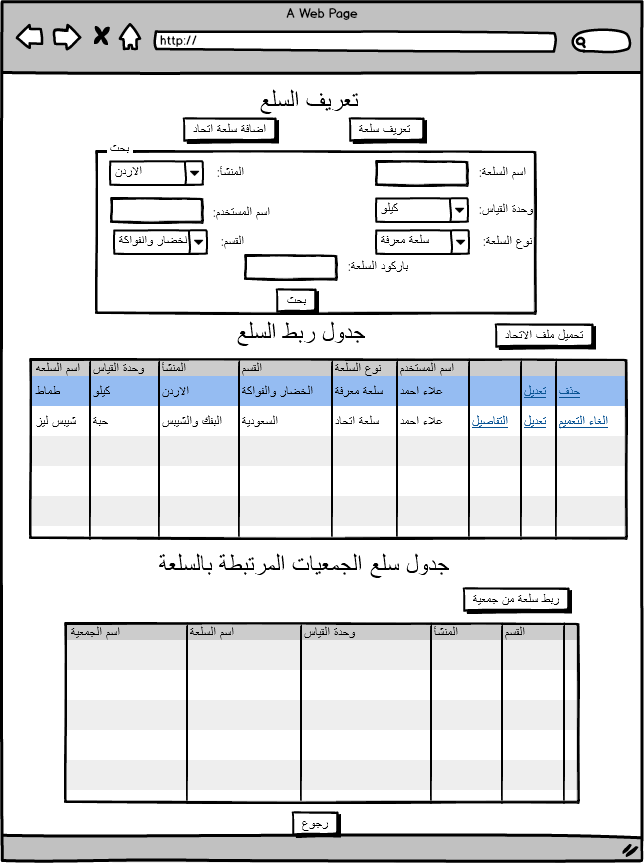 A Web Page
http://
تعريف السلع
تعريف سلعة
اضافة سلعة اتحاد
بحث
اسم السلعة:
المنشأ: الاردن
وحدة القياس: كيلو
اسم المستخدم:
نوع السلعة: سلعة معرفة
القسم: لخضار والفواكة
باركود السلعة:
بحث
جدول ربط السلع
تحميل ملف الاتحاد
اسم السلعه وحدة القياس المنشأ القسم نوع السلعة اسم المستخدم
طماط كيلو الاردن الخضار والفواكة سلعة معرفة علاء احمد تعديل حذف
شيبس ليز حبة البفك والشيبس السعودية سلعة اتحاد علاء احمد التفاصيل تعديل الغاء التعميم
جدول سلع الجمعيات المرتبطة بالسلعة
ربط سلعة من جمعية
اسم الجمعية اسم السلعة وحدة القياس المنشأ القسم
رجوع